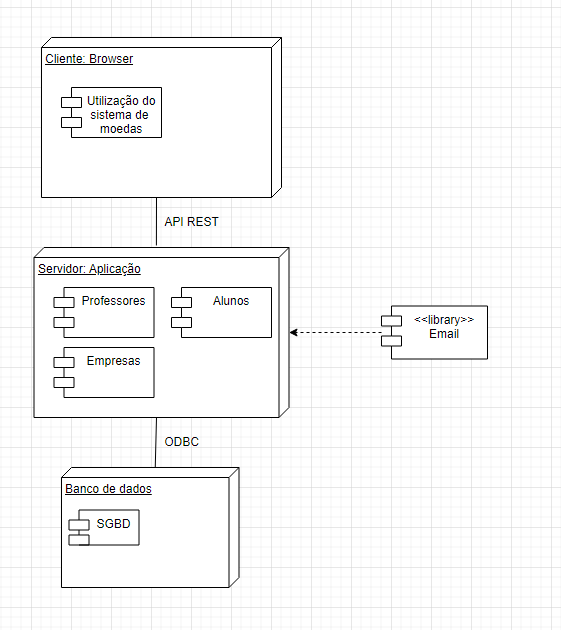 Cliente: Browser
Utilização do
sistema de
moedas
API REST
Servidor: Aplicação
Professores
Alunos
Empresas
<<library>>
Email
ODBC
Banco de dados
SGBD